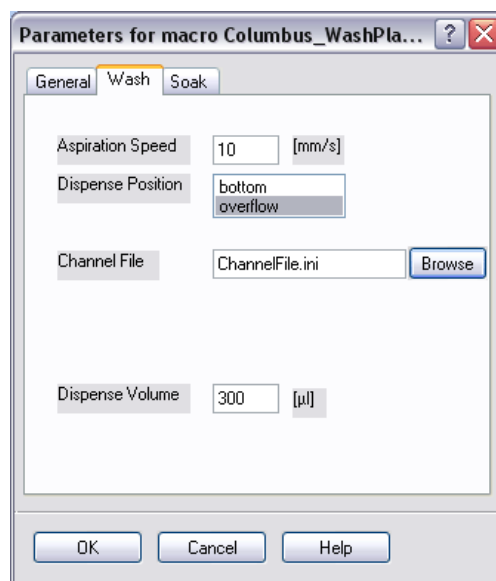 Parameters for macro Columbus_WashPla...
General Wash Soak
Aspiration Speed 10 [mm/s]
Dispense Position bottom
overflow
Channel File ChannelFile.ini Browse
Dispense Volume 300 [µl]
OK Cancel Help